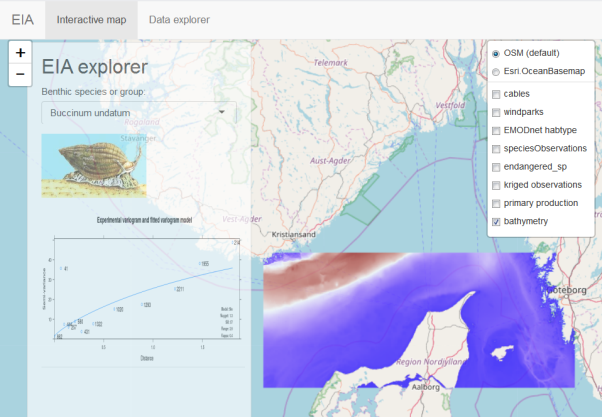 EIA Interactive map Data explorer
+
−
EIA explorer
Benthic species or group:
Buccinum undatum
Experimental variogram and fitted variogram model
Distance
OSM (default)
Esri.OceanBasemap
cables
windparks
EMODnet habtype
speciesObservations
endangered_sp
kriged observations
primary production
bathymetry
Telemark
Vestfold
Rogaland
Stavanger
Aust-Agder
Vest-Agder
Kristiansand
Göteborg
Region Nordjylland
Aalborg